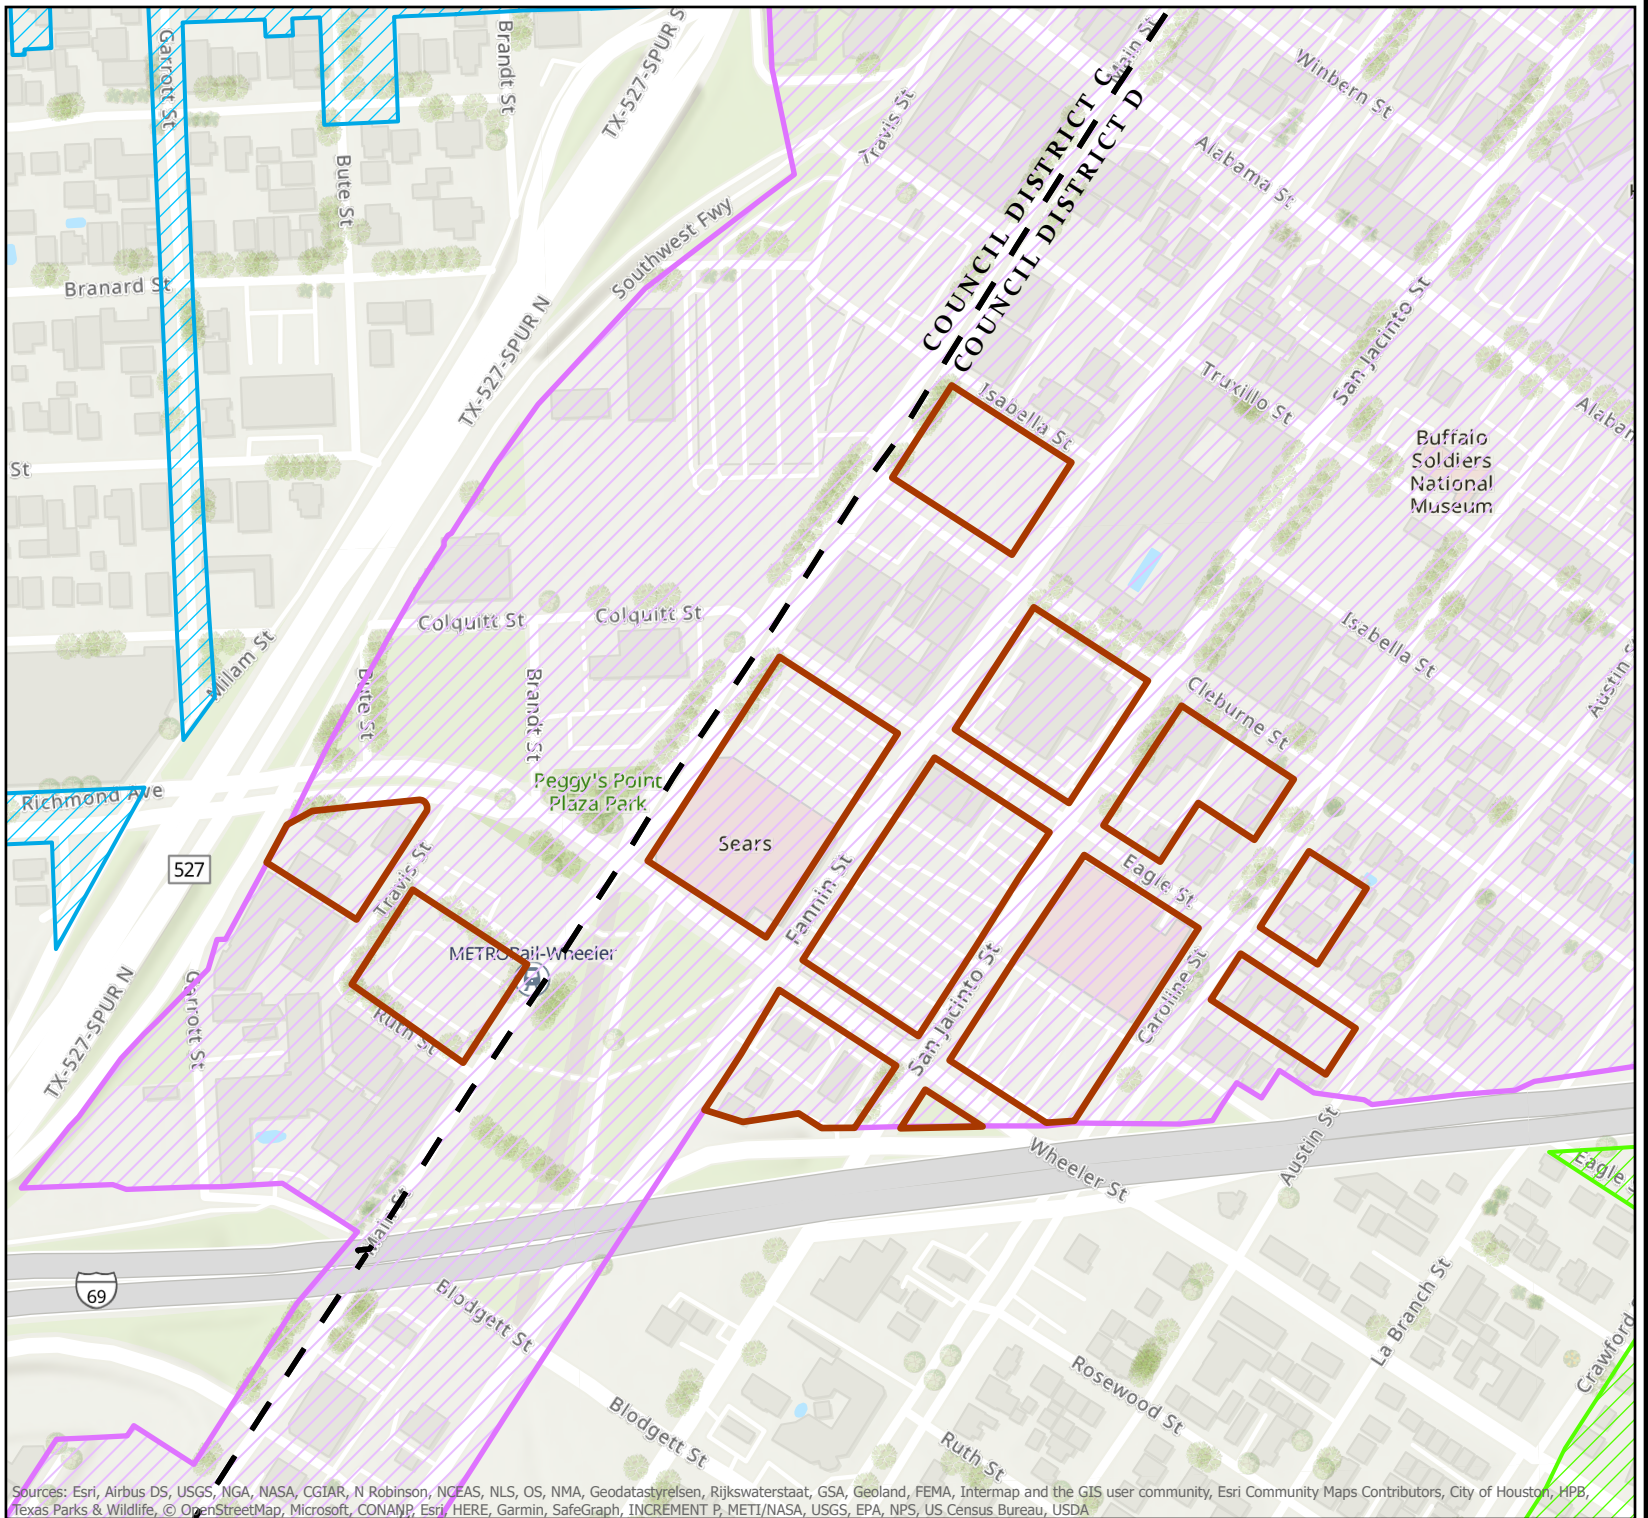 Garrott St
Brandt St
TX-527-SPUR S
Main St
Winbern St
Travis St
COUNCIL DISTRICT C
COUNCIL DISTRICT D
Alabama St
Bute St
Southwest Fwy
Branard St
TX-527-SPUR N
San Jacinto St
Isabella St
Truxillo St
Alabam
St
Buffalo
Soldiers
National
Museum
Colquitt St
Colquitt St
Isabella St
Milam St
Bute St
Brandt St
Cleburne St
Austin S
Peggy's Point
Plaza Park
Richmond Ave
Sears
527
Travis St
Fannin St
Eagle St
METRORail-Wheeler
Garrott St
Ruth St
San Jacinto St
Caroline St
TX-527-SPUR N
Wheeler St
Austin St
Eagle
Main St
69
Blodgett St
La Branch St
Crawford
Rosewood St
Blodgett St
Ruth St
Sources: Esri, Airbus DS, USGS, NGA, NASA, CGIAR, N Robinson, NCEAS, NLS, OS, NMA, Geodatastyrelsen, Rijkswaterstaat, GSA, Geoland, FEMA, Intermap and the GIS user community, Esri Community Maps Contributors, City of Houston, HPB,
Texas Parks & Wildlife, © OpenStreetMap, Microsoft, CONANP, Esri, HERE, Garmin, SafeGraph, INCREMENT P, METI/NASA, USGS, EPA, NPS, US Census Bureau, USDA